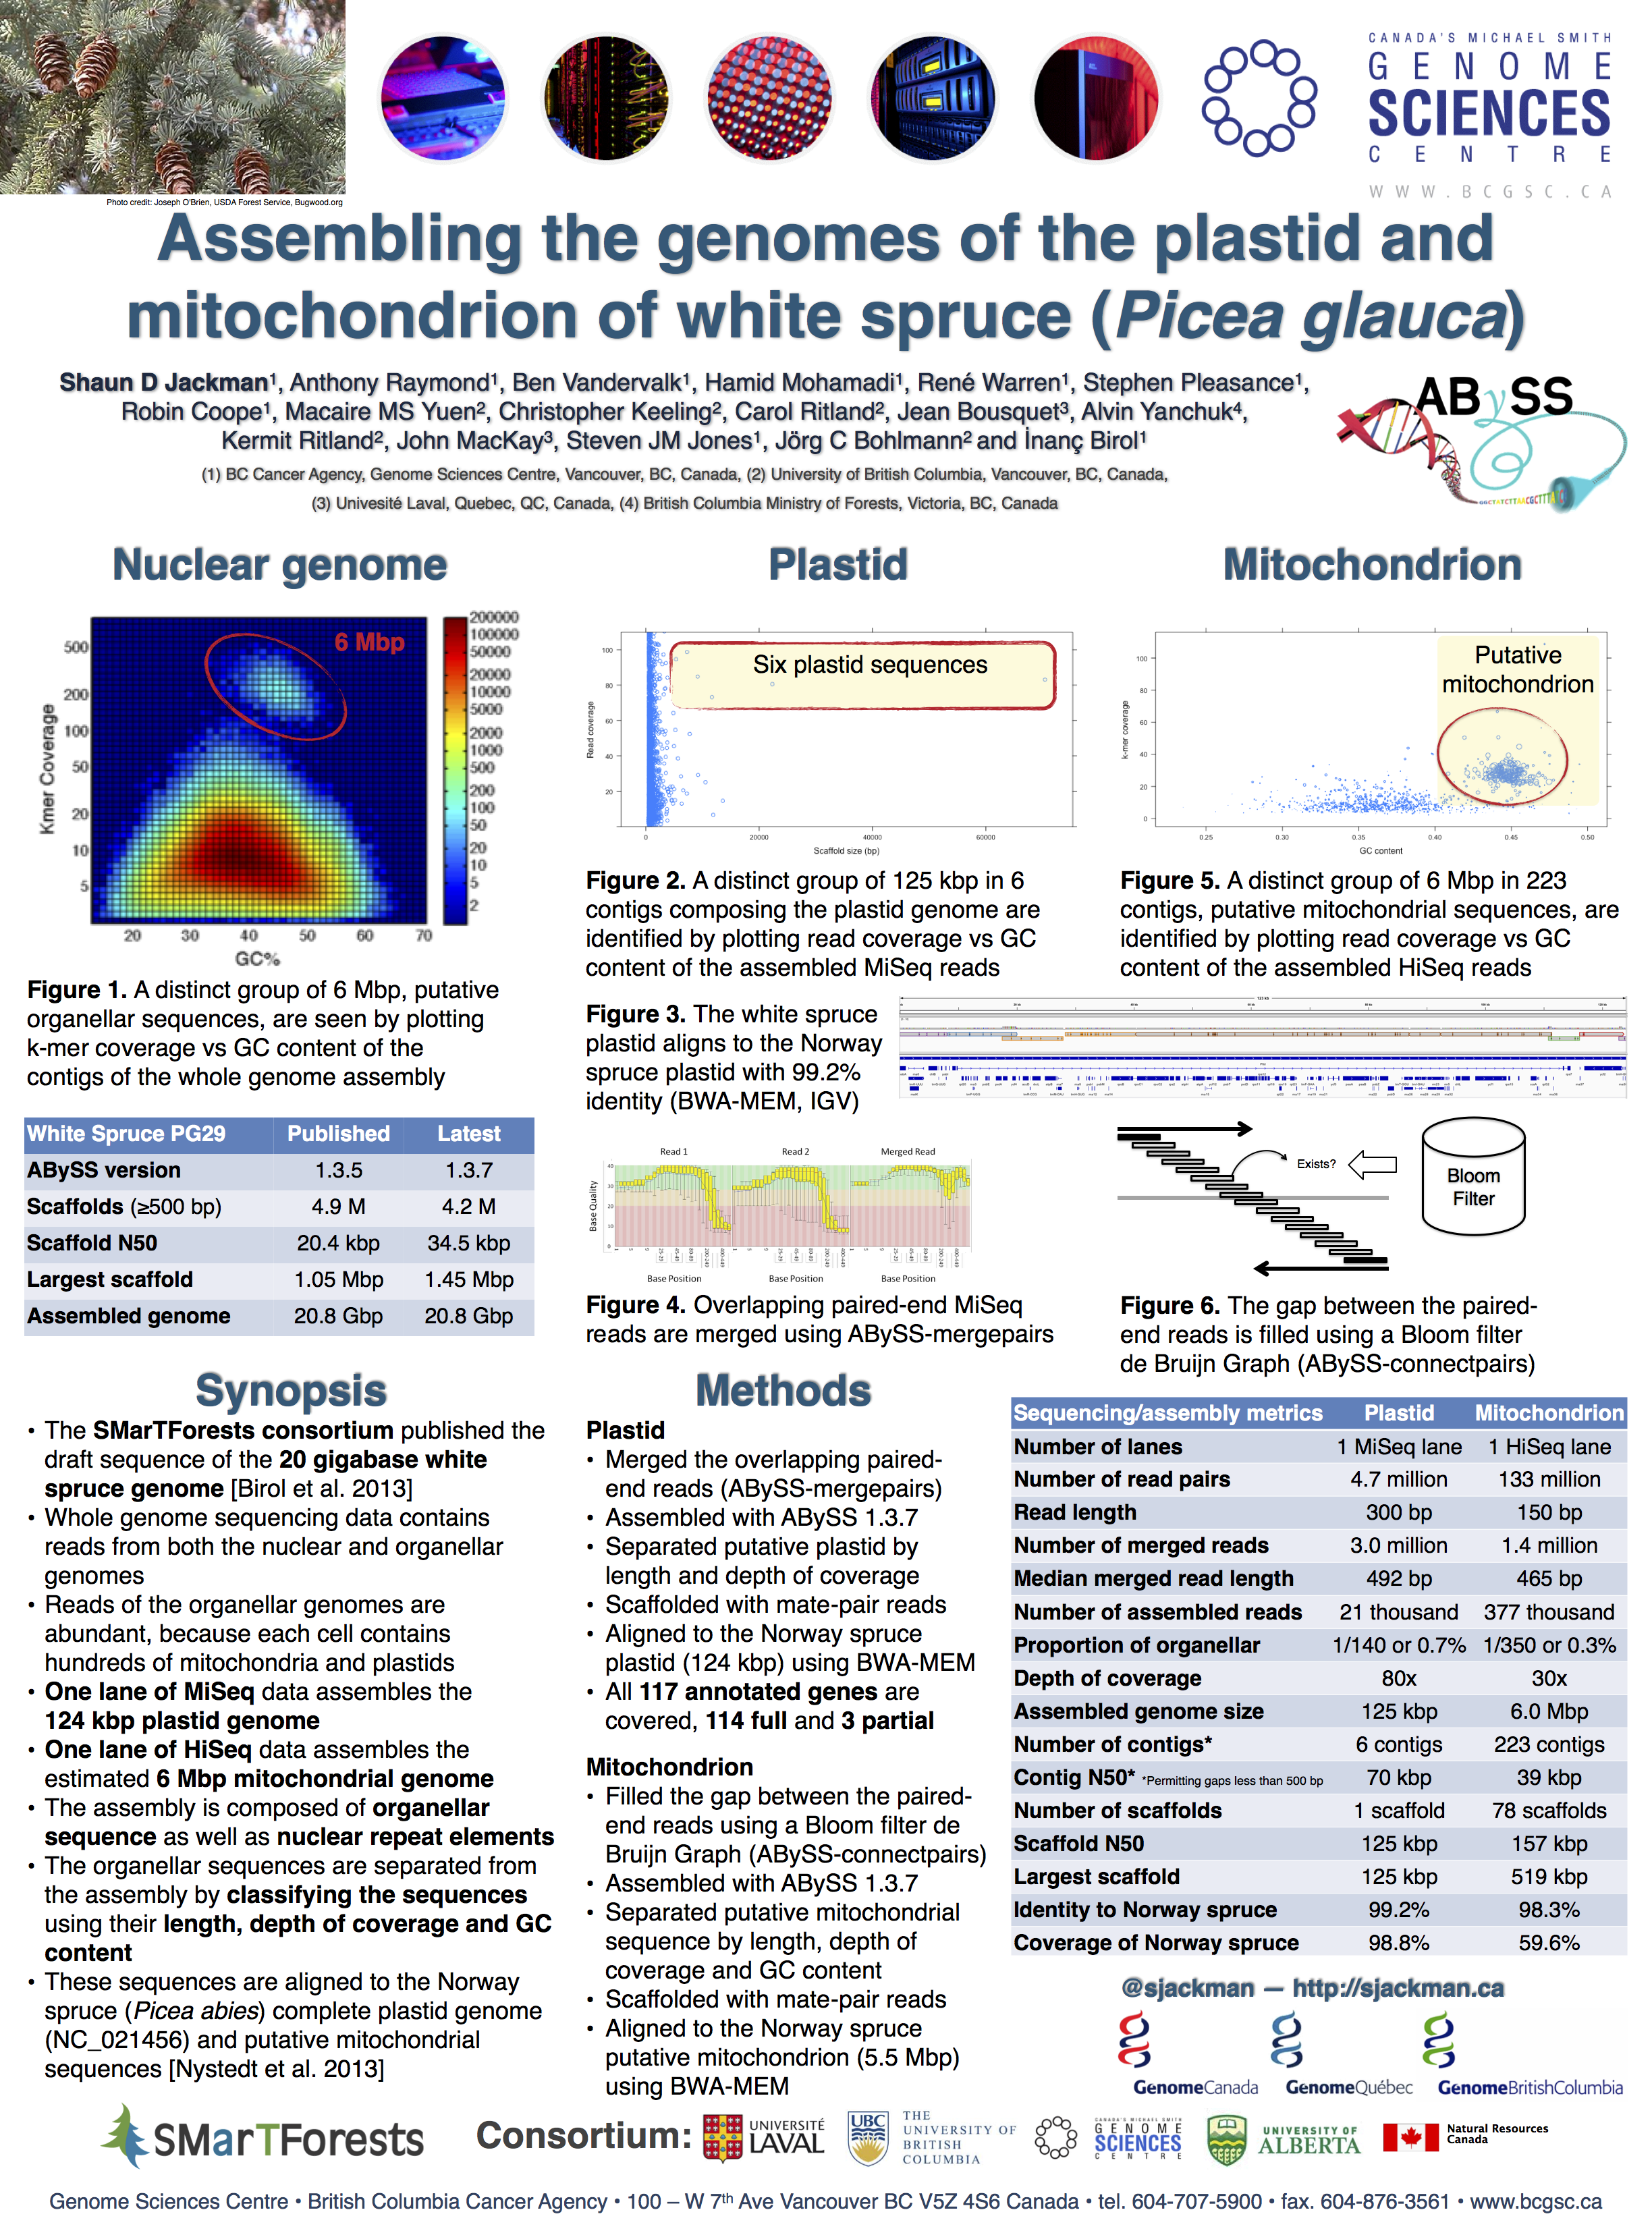 CANADA'S MICHAEL SMITH
GENOME
SCIENCES
CENTRE
WWW.BCGSC.CA
Photo credit: Joseph O'Brien, USDA Forest Service, Bugwood.org
Assembling the genomes of the plastid and
mitochondrion of white spruce (Picea glauca)
Shaun D Jackman¹, Anthony Raymond¹, Ben Vandervalk¹, Hamid Mohamadi¹, René Warren¹, Stephen Pleasance¹,
Robin Coope¹, Macaire MS Yuen², Christopher Keeling², Carol Ritland², Jean Bousquet³, Alvin Yanchuk⁴,
Kermit Ritland², John MacKay³, Steven JM Jones¹, Jörg C Bohlmann² and İnanç Birol¹
(1) BC Cancer Agency, Genome Sciences Centre, Vancouver, BC, Canada, (2) University of British Columbia, Vancouver, BC, Canada,
(3) Univesité Laval, Quebec, QC, Canada, (4) British Columbia Ministry of Forests, Victoria, BC, Canada
ABySS
Nuclear genome
6 Mbp
Kmer Coverage
500
200
100
50
20
10
5
20 30 40 50 60 70
GC%
200000
100000
50000
20000
10000
5000
2000
1000
500
200
100
50
20
10
5
2
Figure 1. A distinct group of 6 Mbp, putative
organellar sequences, are seen by plotting
k-mer coverage vs GC content of the
contigs of the whole genome assembly
White Spruce PG29 Published Latest
ABySS version 1.3.5 1.3.7
Scaffolds (≥500 bp) 4.9 M 4.2 M
Scaffold N50 20.4 kbp 34.5 kbp
Largest scaffold 1.05 Mbp 1.45 Mbp
Assembled genome 20.8 Gbp 20.8 Gbp
Plastid
Six plastid sequences
Read coverage
100
80
60
40
20
0 20000 40000 60000
Scaffold size (bp)
Figure 2. A distinct group of 125 kbp in 6
contigs composing the plastid genome are
identified by plotting read coverage vs GC
content of the assembled MiSeq reads
Mitochondrion
Putative
mitochondrion
k-mer coverage
100
80
60
40
20
0
0.25 0.30 0.35 0.40 0.45 0.50
GC content
Figure 5. A distinct group of 6 Mbp in 223
contigs, putative mitochondrial sequences, are
identified by plotting read coverage vs GC
content of the assembled HiSeq reads
Figure 3. The white spruce
plastid aligns to the Norway
spruce plastid with 99.2%
identity (BWA-MEM, IGV)
Read 1 Read 2 Merged Read
Base Quality
40
30
20
10
0
Base Position Base Position Base Position
Figure 4. Overlapping paired-end MiSeq
reads are merged using ABySS-mergepairs
Exists?
Bloom
Filter
Figure 6. The gap between the paired-
end reads is filled using a Bloom filter
de Bruijn Graph (ABySS-connectpairs)
Synopsis
• The SMarTForests consortium published the
draft sequence of the 20 gigabase white
spruce genome [Birol et al. 2013]
• Whole genome sequencing data contains
reads from both the nuclear and organellar
genomes
• Reads of the organellar genomes are
abundant, because each cell contains
hundreds of mitochondria and plastids
• One lane of MiSeq data assembles the
124 kbp plastid genome
• One lane of HiSeq data assembles the
estimated 6 Mbp mitochondrial genome
• The assembly is composed of organellar
sequence as well as nuclear repeat elements
• The organellar sequences are separated from
the assembly by classifying the sequences
using their length, depth of coverage and GC
content
• These sequences are aligned to the Norway
spruce (Picea abies) complete plastid genome
(NC_021456) and putative mitochondrial
sequences [Nystedt et al. 2013]
Methods
Plastid
• Merged the overlapping paired-
end reads (ABySS-mergepairs)
• Assembled with ABySS 1.3.7
• Separated putative plastid by
length and depth of coverage
• Scaffolded with mate-pair reads
• Aligned to the Norway spruce
plastid (124 kbp) using BWA-MEM
• All 117 annotated genes are
covered, 114 full and 3 partial
Mitochondrion
• Filled the gap between the paired-
end reads using a Bloom filter de
Bruijn Graph (ABySS-connectpairs)
• Assembled with ABySS 1.3.7
• Separated putative mitochondrial
sequence by length, depth of
coverage and GC content
• Scaffolded with mate-pair reads
• Aligned to the Norway spruce
putative mitochondrion (5.5 Mbp)
using BWA-MEM
Sequencing/assembly metrics Plastid Mitochondrion
Number of lanes 1 MiSeq lane 1 HiSeq lane
Number of read pairs 4.7 million 133 million
Read length 300 bp 150 bp
Number of merged reads 3.0 million 1.4 million
Median merged read length 492 bp 465 bp
Number of assembled reads 21 thousand 377 thousand
Proportion of organellar 1/140 or 0.7% 1/350 or 0.3%
Depth of coverage 80x 30x
Assembled genome size 125 kbp 6.0 Mbp
Number of contigs* 6 contigs 223 contigs
Contig N50* *Permitting gaps less than 500 bp 70 kbp 39 kbp
Number of scaffolds 1 scaffold 78 scaffolds
Scaffold N50 125 kbp 157 kbp
Largest scaffold 125 kbp 519 kbp
Identity to Norway spruce 99.2% 98.3%
Coverage of Norway spruce 98.8% 59.6%
@sjackman — http://sjackman.ca
GenomeCanada GenomeQuébec GenomeBritishColumbia
SMarTForests Consortium:
UNIVERSITÉ
LAVAL
UBC
THE
UNIVERSITY OF
BRITISH
COLUMBIA
CANADA'S MICHAEL SMITH
GENOME
SCIENCES
CENTRE
UNIVERSITY OF
ALBERTA
Natural Resources
Canada
Genome Sciences Centre • British Columbia Cancer Agency • 100 – W 7th Ave Vancouver BC V5Z 4S6 Canada • tel. 604-707-5900 • fax. 604-876-3561 • www.bcgsc.ca